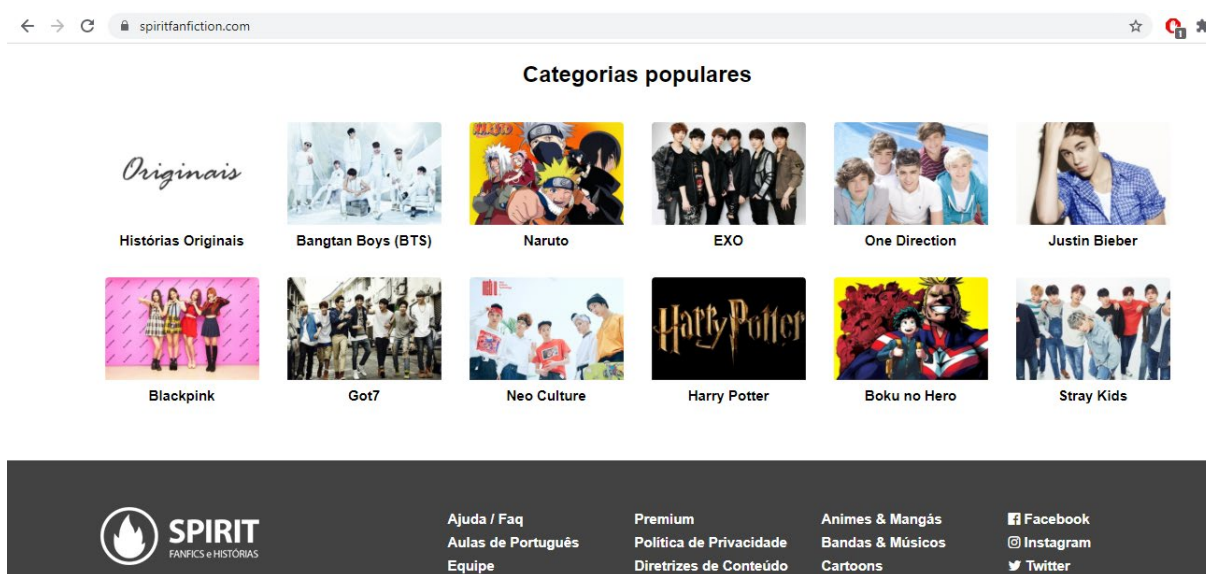 spiritfanfiction.com
1
Categorias populares
NARUTO
Originais
Histórias Originais
Bangtan Boys (BTS)
Naruto
EXO
One Direction
Justin Bieber
Harry Potter
Blackpink
Got7
Neo Culture
Harry Potter
Boku no Hero
Stray Kids
SPIRIT
FANFICS e HISTÓRIAS
Ajuda / Faq
Aulas de Português
Equipe
Premium
Política de Privacidade
Diretrizes de Conteúdo
Animes & Mangás
Bandas & Músicos
Cartoons
Facebook
Instagram
Twitter